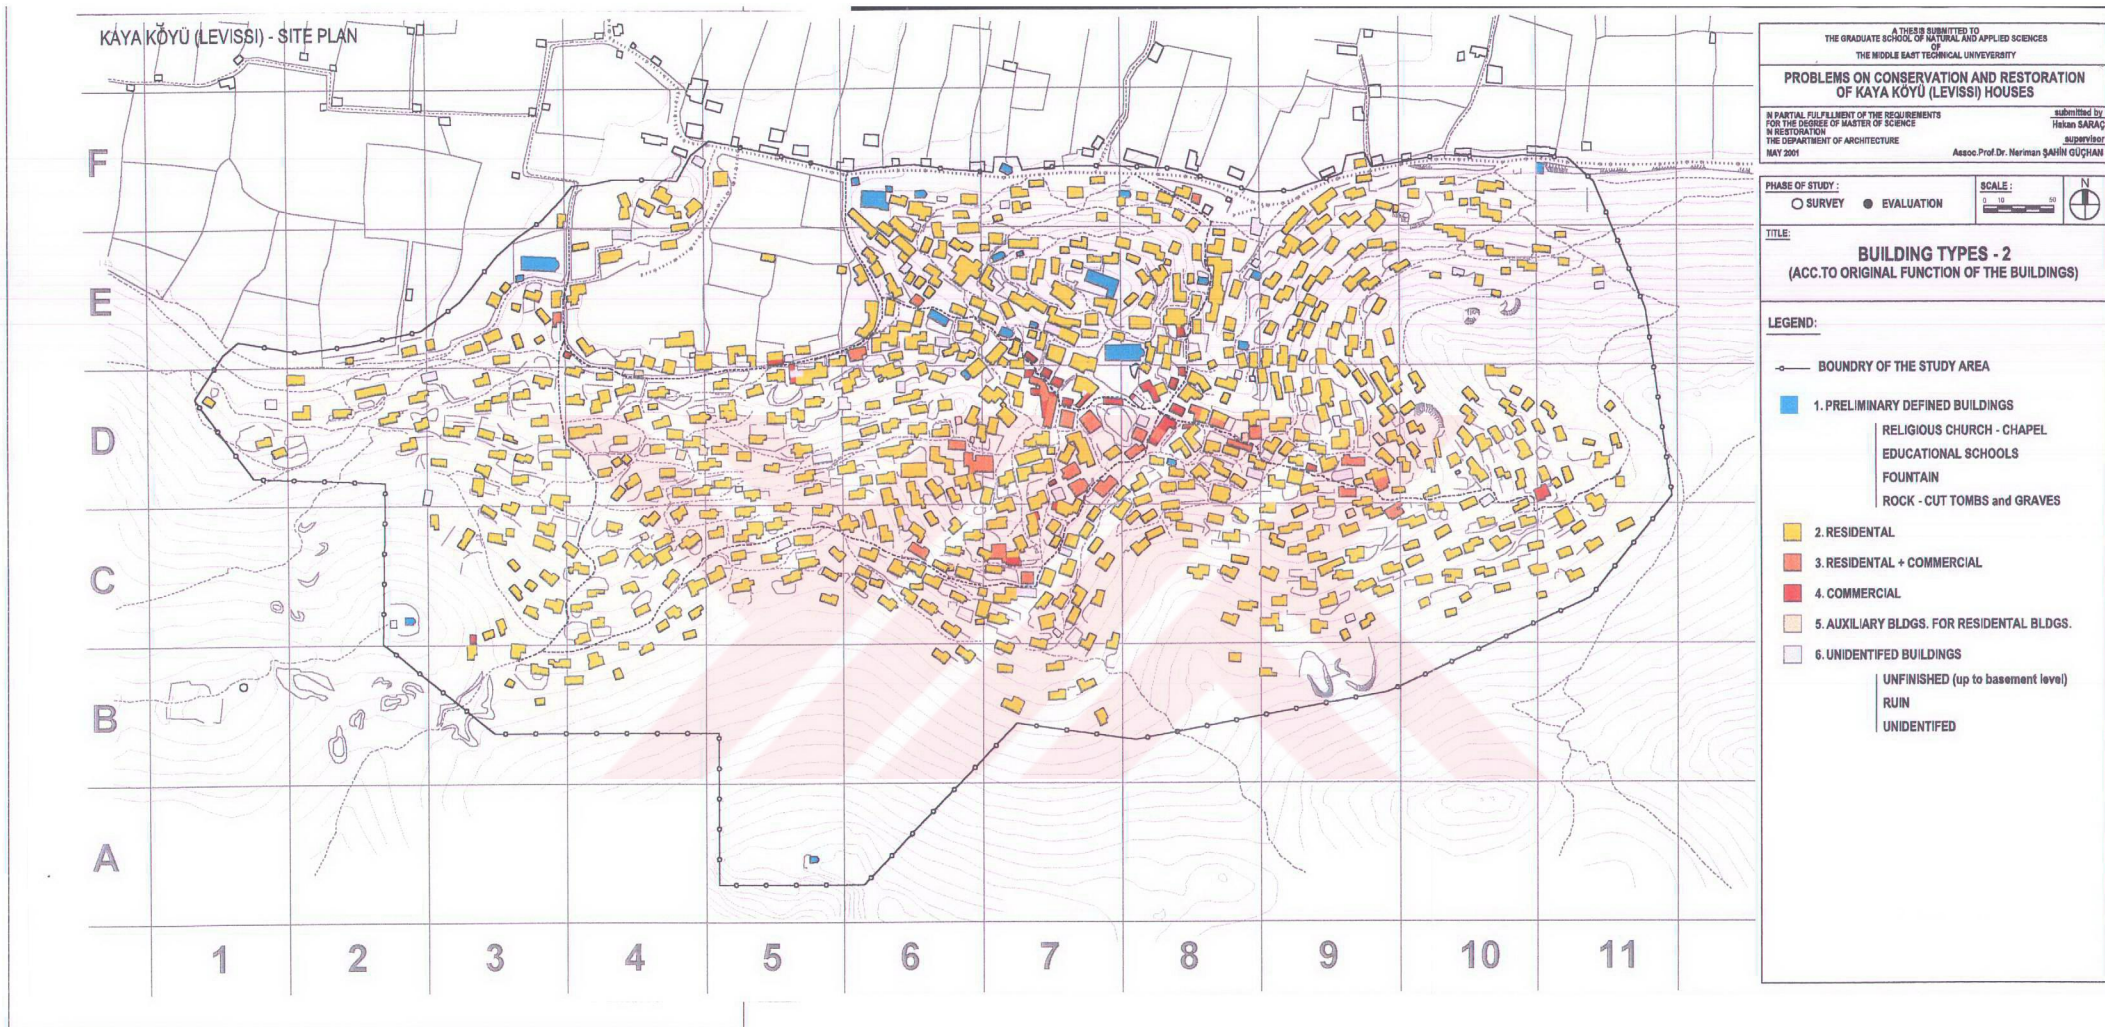 KAYA KÖYÜ (LEVISSI) - SITE PLAN
F
E
D
C
B
A
1 2 3 4 5 6 7 8 9 10 11
A THESIS SUBMITTED TO
THE GRADUATE SCHOOL OF NATURAL AND APPLIED SCIENCES
OF
THE MIDDLE EAST TECHNICAL UNIVEVERSITY
PROBLEMS ON CONSERVATION AND RESTORATION
OF KAYA KÖYÜ (LEVISSI) HOUSES
IN PARTIAL FULFILLMENT OF THE REQUIREMENTS
FOR THE DEGREE OF MASTER OF SCIENCE
IN RESTORATION
THE DEPARTMENT OF ARCHITECTURE
MAY 2001
submitted by
Hakan SARAÇ
supervisor
Assoc.Prof.Dr. Neriman ŞAHİN GÜÇHAN
PHASE OF STUDY :
SURVEY EVALUATION
SCALE :
0 10 50
N
TITLE:
BUILDING TYPES - 2
(ACC.TO ORIGINAL FUNCTION OF THE BUILDINGS)
LEGEND:
BOUNDRY OF THE STUDY AREA
1. PRELIMINARY DEFINED BUILDINGS
RELIGIOUS CHURCH - CHAPEL
EDUCATIONAL SCHOOLS
FOUNTAIN
ROCK - CUT TOMBS and GRAVES
2. RESIDENTAL
3. RESIDENTAL + COMMERCIAL
4. COMMERCIAL
5. AUXILIARY BLDGS. FOR RESIDENTAL BLDGS.
6. UNIDENTIFED BUILDINGS
UNFINISHED (up to basement level)
RUIN
UNIDENTIFED